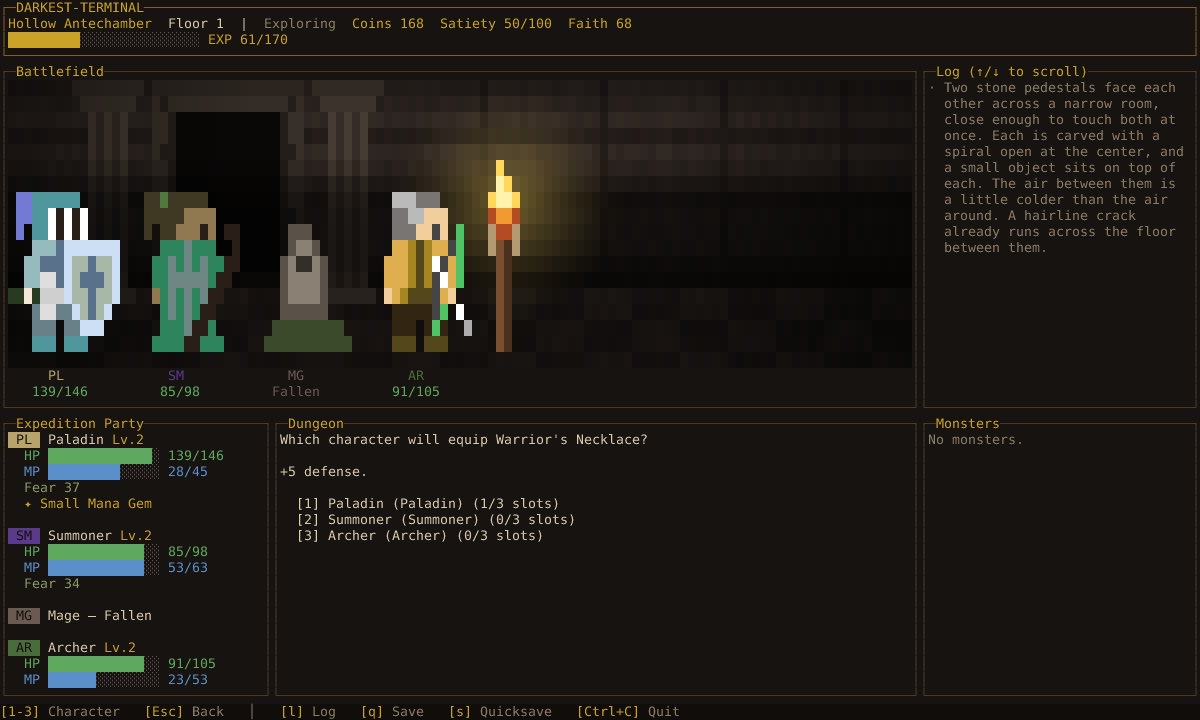 DARKEST-TERMINAL
Hollow Antechamber  Floor 1  |  Exploring  Coins 168  Satiety 50/100  Faith 68
EXP 61/170
Battlefield
PL
139/146
SM
85/98
MG
Fallen
AR
91/105
Log (↑/↓ to scroll)
· Two stone pedestals face each
other across a narrow room,
close enough to touch both at
once. Each is carved with a
spiral open at the center, and
a small object sits on top of
each. The air between them is
a little colder than the air
around. A hairline crack
already runs across the floor
between them.
Expedition Party
PL Paladin Lv.2
HP 139/146
MP 28/45
Fear 37
✦ Small Mana Gem
SM Summoner Lv.2
HP 85/98
MP 53/63
Fear 34
MG Mage — Fallen
AR Archer Lv.2
HP 91/105
MP 23/53
Dungeon
Which character will equip Warrior's Necklace?
+5 defense.
[1] Paladin (Paladin) (1/3 slots)
[2] Summoner (Summoner) (0/3 slots)
[3] Archer (Archer) (0/3 slots)
Monsters
No monsters.
[1-3] Character  [Esc] Back  │  [l] Log  [q] Save  [s] Quicksave  [Ctrl+C] Quit